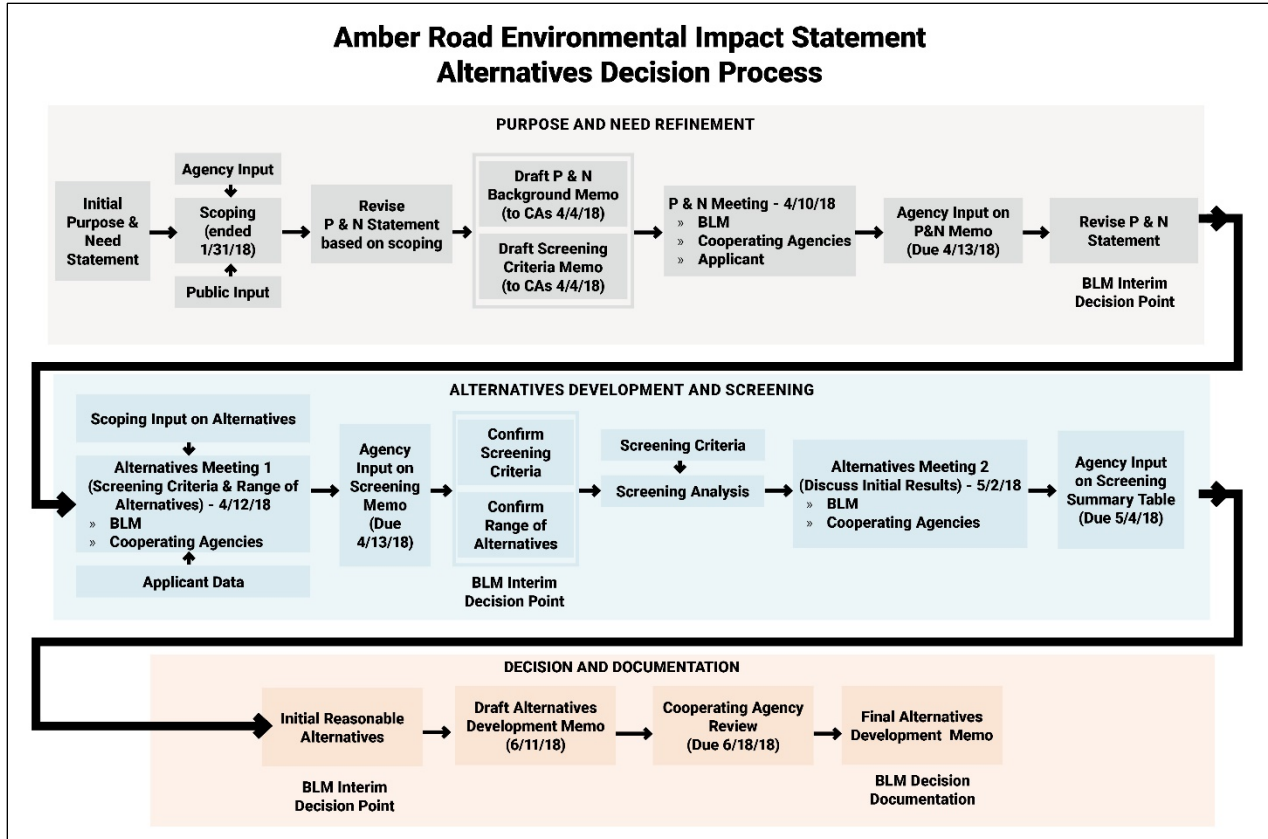 Amber Road Environmental Impact Statement
Alternatives Decision Process
PURPOSE AND NEED REFINEMENT
Initial
Purpose &
Need
Statement
Agency Input
Scoping
(ended
1/31/18)
Public Input
Revise
P & N Statement
based on scoping
Draft P & N
Background Memo
(to CAs 4/4/18)
Draft Screening
Criteria Memo
(to CAs 4/4/18)
P & N Meeting - 4/10/18
» BLM
» Cooperating Agencies
» Applicant
Agency Input on
P&N Memo
(Due 4/13/18)
Revise P & N
Statement
BLM Interim
Decision Point
ALTERNATIVES DEVELOPMENT AND SCREENING
Scoping Input on Alternatives
Alternatives Meeting 1
(Screening Criteria & Range of
Alternatives) - 4/12/18
» BLM
» Cooperating Agencies
Applicant Data
Agency
Input on
Screening
Memo
(Due
4/13/18)
Confirm
Screening
Criteria
Confirm
Range of
Alternatives
BLM Interim
Decision Point
Screening Criteria
Screening Analysis
Alternatives Meeting 2
(Discuss Initial Results) - 5/2/18
» BLM
» Cooperating Agencies
Agency Input
on Screening
Summary Table
(Due 5/4/18)
DECISION AND DOCUMENTATION
Initial Reasonable
Alternatives
BLM Interim
Decision Point
Draft Alternatives
Development Memo
(6/11/18)
Cooperating Agency
Review
(Due 6/18/18)
Final Alternatives
Development Memo
BLM Decision
Documentation